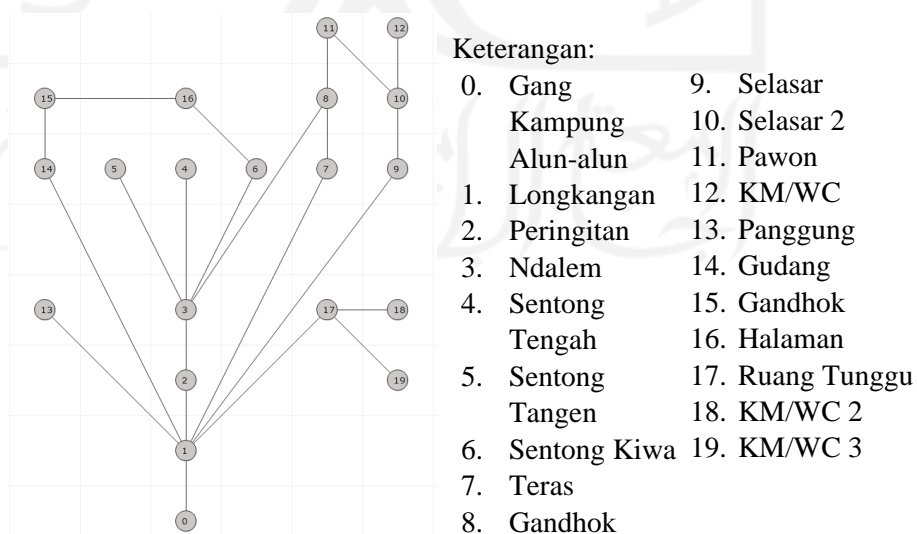 11
12
15
16
8
10
14
5
4
6
7
9
13
3
17
18
2
19
1
0
Keterangan:
0. Gang
Kampung
Alun-alun
1. Longkangan
2. Peringitan
3. Ndalem
4. Sentong
Tengah
5. Sentong
Tangen
6. Sentong Kiwa
7. Teras
8. Gandhok
9. Selasar
10. Selasar 2
11. Pawon
12. KM/WC
13. Panggung
14. Gudang
15. Gandhok
16. Halaman
17. Ruang Tunggu
18. KM/WC 2
19. KM/WC 3